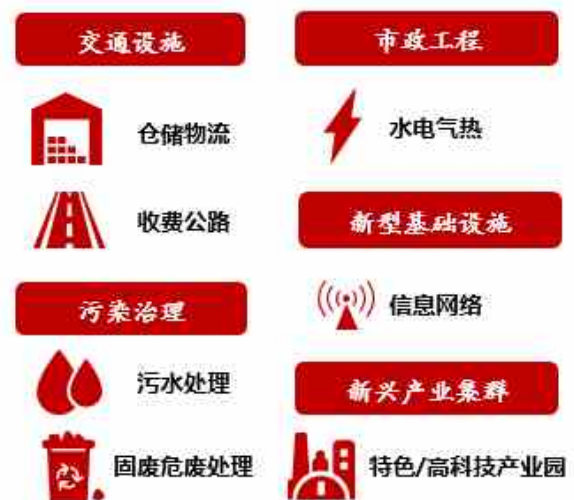 交通设施
仓储物流
收费公路
污染治理
污水处理
固废危废处理
市政工程
水电气热
新型基础设施
信息网络
新兴产业集群
特色/高科技产业园